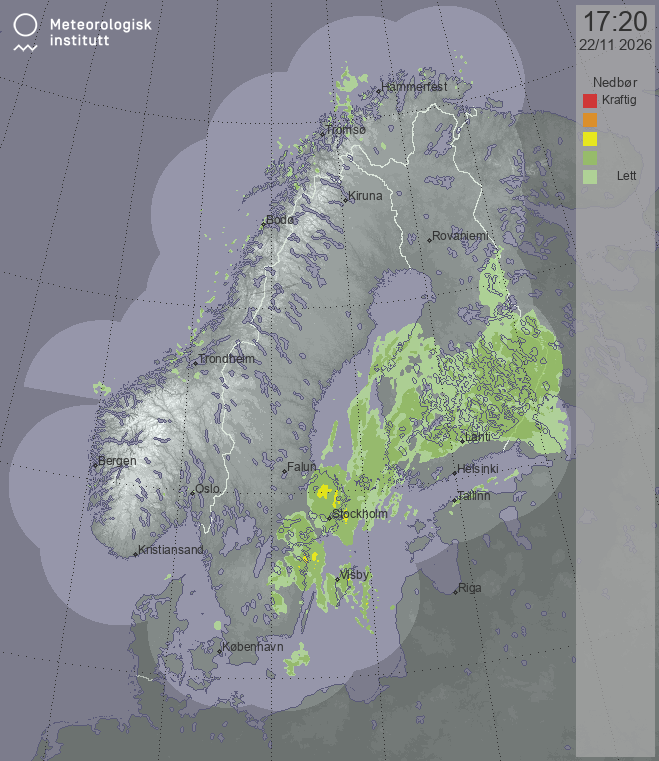 Meteorologisk
institutt
17:20
22/11 2026
Nedbør
Kraftig
Lett
Hammerfest
Tromsø
Kiruna
Bodø
Rovaniemi
Trondheim
Lahti
Bergen
Falun
Helsinki
Oslo
Tallinn
Stockholm
Kristiansand
Visby
Riga
København